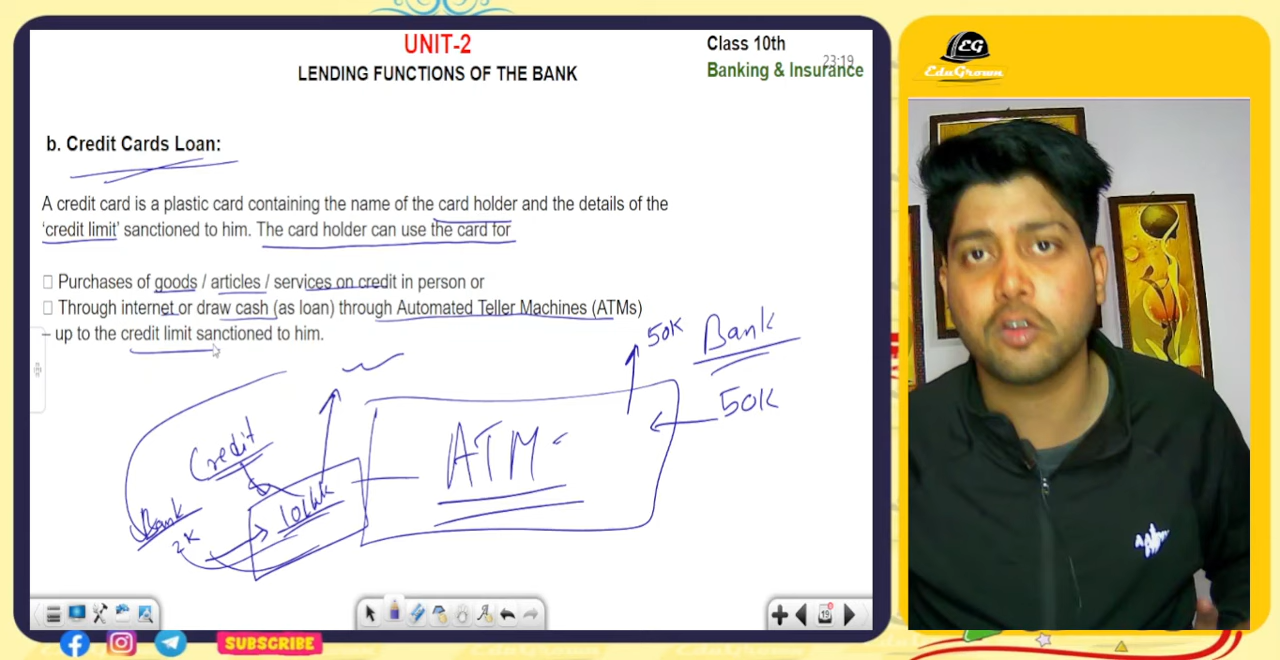 UNIT-2
LENDING FUNCTIONS OF THE BANK
Class 10th
23:19
Banking & Insurance
EG
EduGrown
b. Credit Cards Loan:
A credit card is a plastic card containing the name of the card holder and the details of the
‘credit limit’ sanctioned to him. The card holder can use the card for
Purchases of goods / articles / services on credit in person or
Through internet or draw cash (as loan) through Automated Teller Machines (ATMs)
– up to the credit limit sanctioned to him.
50K Bank
50K
ATM
Credit
Bank
2K
19
SUBSCRIBE